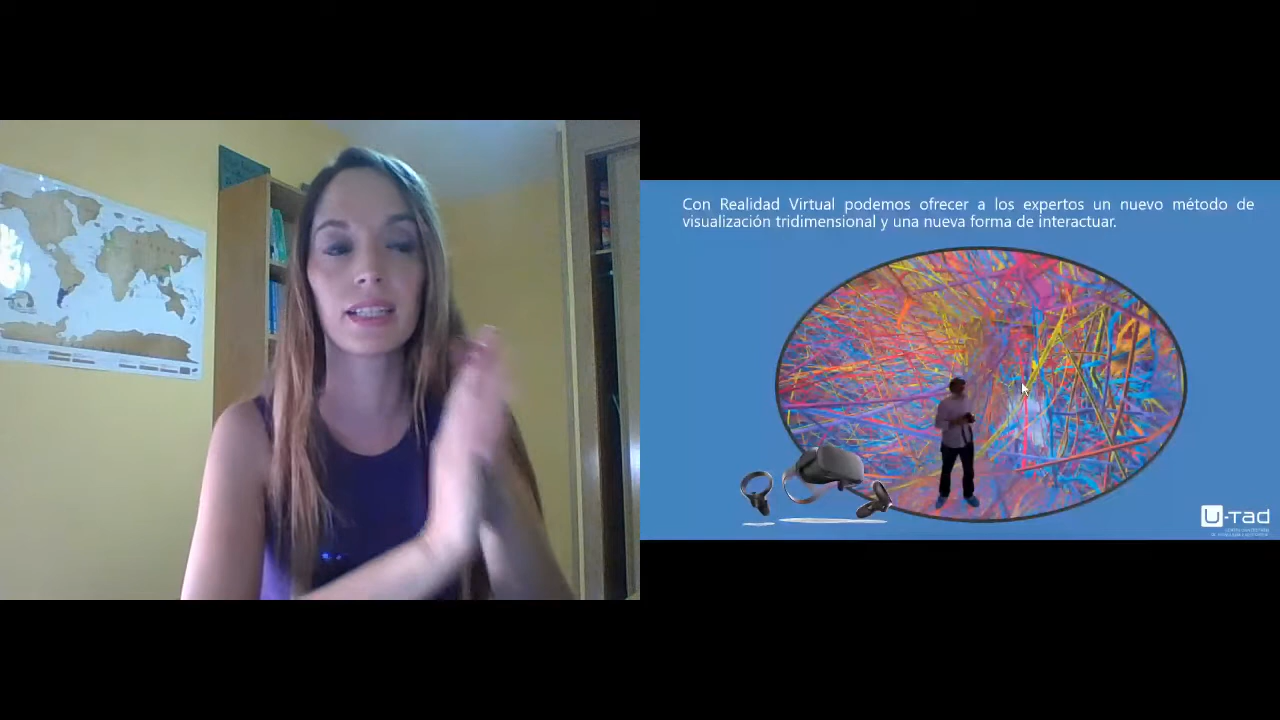 Con Realidad Virtual podemos ofrecer a los expertos un nuevo método de
visualización tridimensional y una nueva forma de interactuar.
U-Tad